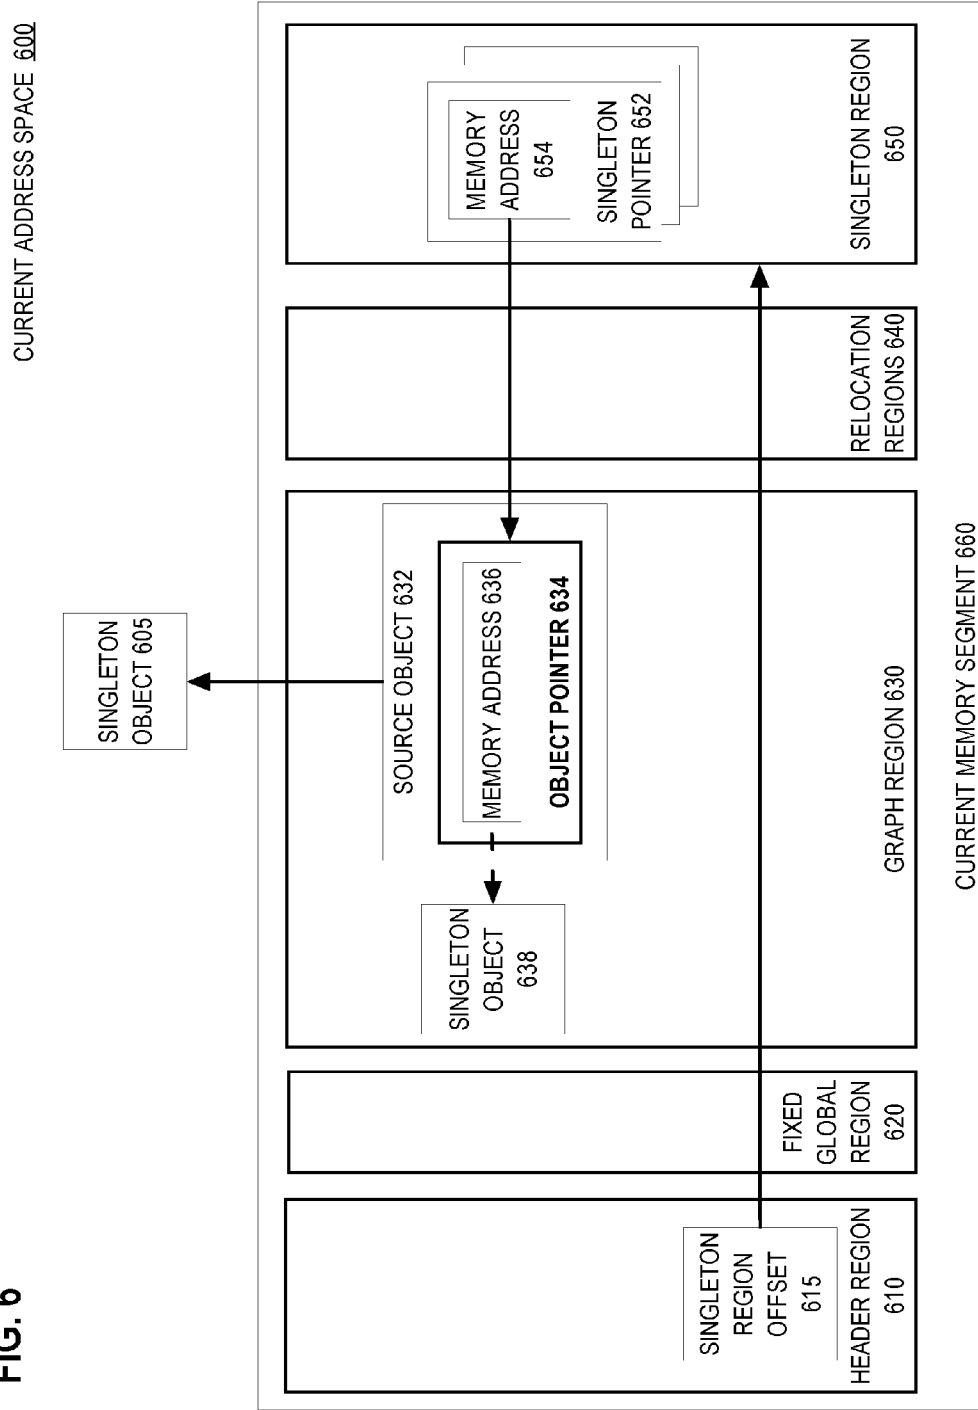 FIG. 6
CURRENT ADDRESS SPACE 600
SINGLETON
OBJECT 605
SINGLETON
REGION
OFFSET
615
HEADER REGION
610
FIXED
GLOBAL
REGION
620
SINGLETON
OBJECT
638
SOURCE OBJECT 632
MEMORY ADDRESS 636
OBJECT POINTER 634
GRAPH REGION 630
RELOCATION
REGIONS 640
MEMORY
ADDRESS
654
SINGLETON
POINTER 652
SINGLETON REGION
650
CURRENT MEMORY SEGMENT 660